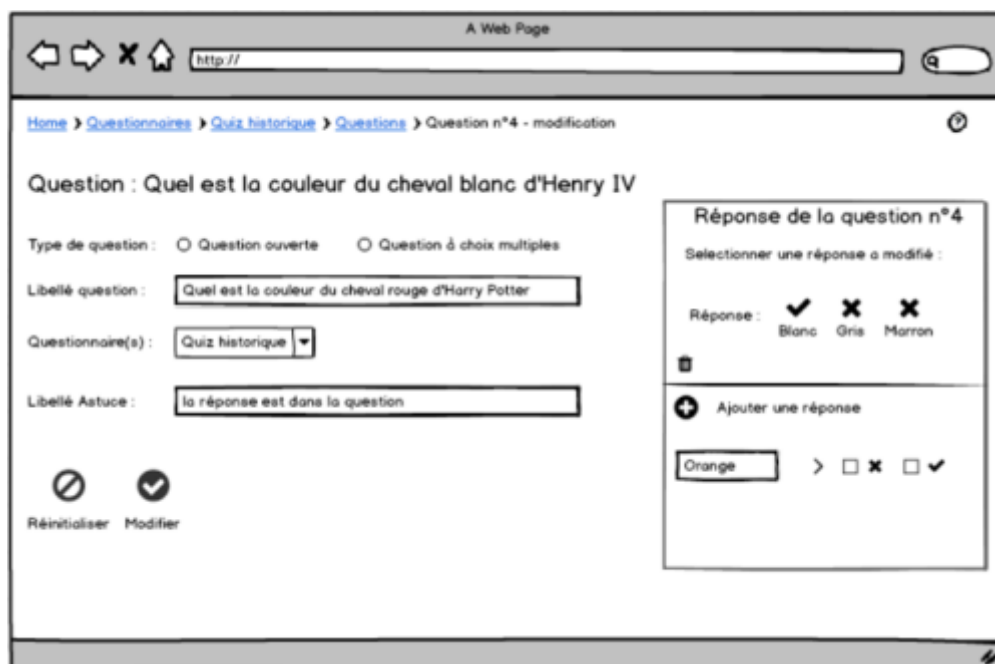 A Web Page
http://
Home > Questionnaires > Quiz historique > Questions > Question n°4 - modification
Question : Quel est la couleur du cheval blanc d'Henry IV
Type de question : Question ouverte Question à choix multiples
Libellé question : Quel est la couleur du cheval rouge d'Harry Potter
Questionnaire(s) : Quiz historique
Libellé Astuce : la réponse est dans la question
Réinitialiser Modifier
Réponse de la question n°4
Selectionner une réponse a modifié :
Réponse :
Blanc Gris Marron
Ajouter une réponse
Orange >